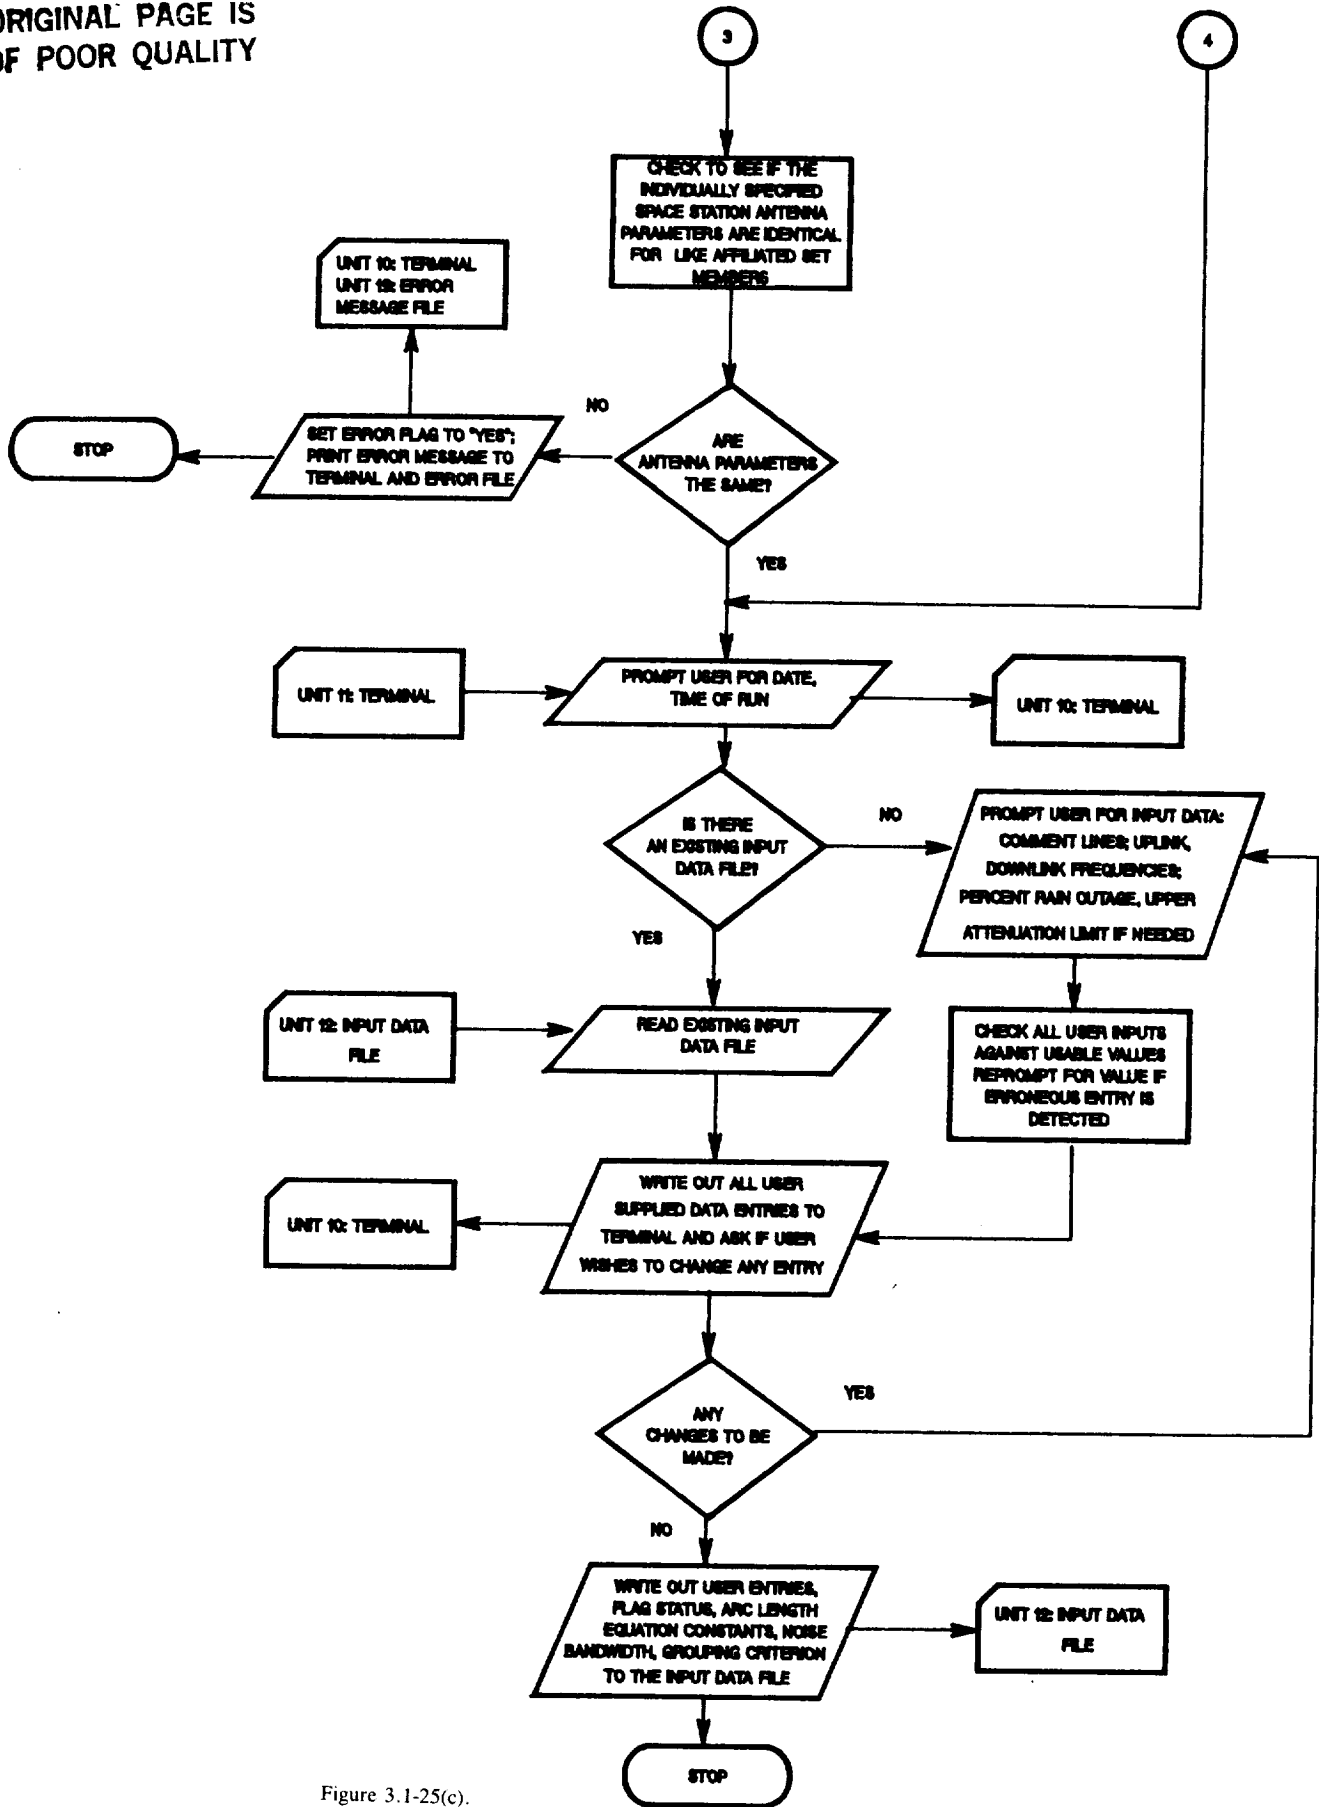 ORIGINAL PAGE IS
OF POOR QUALITY
3
4
CHECK TO SEE IF THE
INDIVIDUALLY SPECIFIED
SPACE STATION ANTENNA
PARAMETERS ARE IDENTICAL
FOR LIKE AFFILIATED SET
MEMBERS
UNIT 10: TERMINAL
UNIT 19: ERROR
MESSAGE FILE
NO
STOP
SET ERROR FLAG TO "YES";
PRINT ERROR MESSAGE TO
TERMINAL AND ERROR FILE
ARE
ANTENNA PARAMETERS
THE SAME?
YES
UNIT 11: TERMINAL
PROMPT USER FOR DATE,
TIME OF RUN
UNIT 10: TERMINAL
IS THERE
AN EXISTING INPUT
DATA FILE?
NO
PROMPT USER FOR INPUT DATA:
COMMENT LINES; UPLINK,
DOWNLINK FREQUENCIES;
PERCENT RAIN OUTAGE, UPPER
ATTENUATION LIMIT IF NEEDED
YES
UNIT 12: INPUT DATA
FILE
READ EXISTING INPUT
DATA FILE
CHECK ALL USER INPUTS
AGAINST USABLE VALUES
REPROMPT FOR VALUE IF
ERRONEOUS ENTRY IS
DETECTED
UNIT 10: TERMINAL
WRITE OUT ALL USER
SUPPLIED DATA ENTRIES TO
TERMINAL AND ASK IF USER
WISHES TO CHANGE ANY ENTRY
YES
ANY
CHANGES TO BE
MADE?
NO
WRITE OUT USER ENTRIES,
FLAG STATUS, ARC LENGTH
EQUATION CONSTANTS, NOISE
BANDWIDTH, GROUPING CRITERION
TO THE INPUT DATA FILE
UNIT 12: INPUT DATA
FILE
STOP
Figure 3.1-25(c).